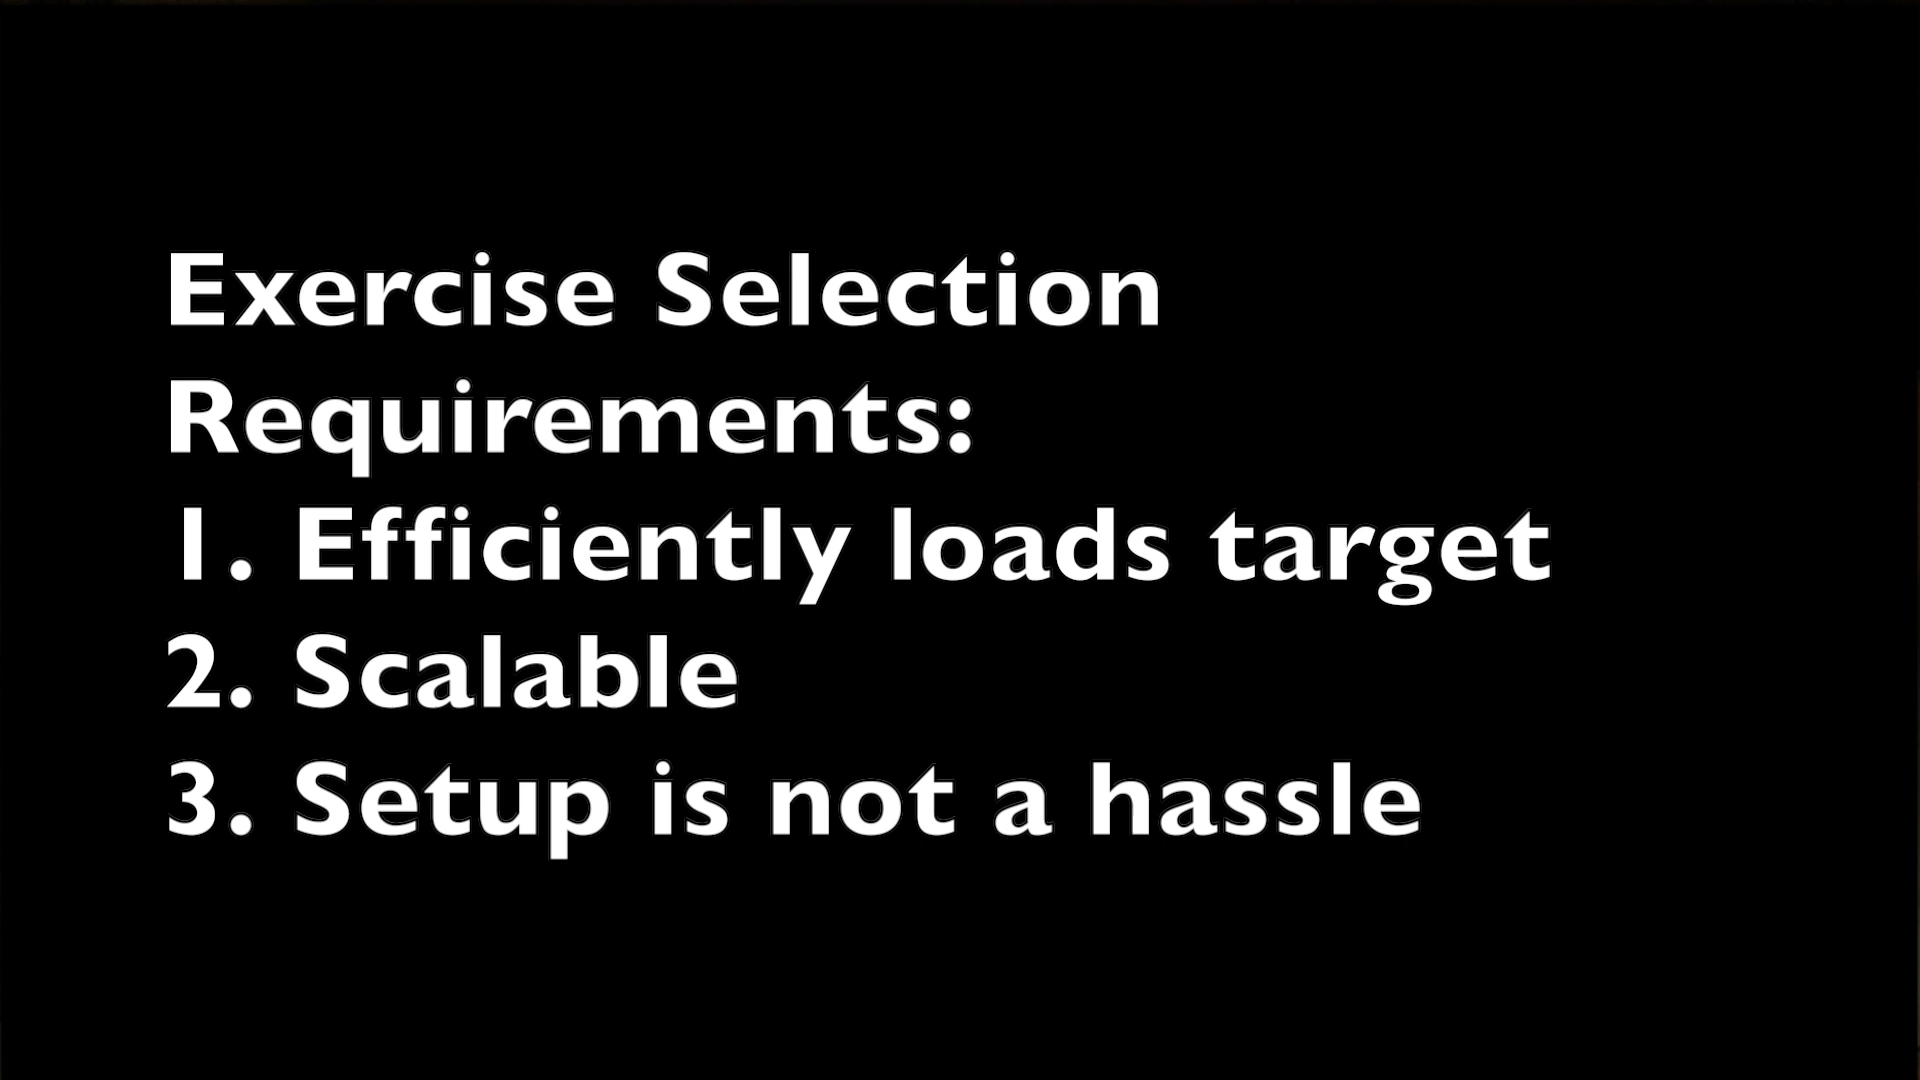 Exercise Selection
Requirements:
1. Efficiently loads target
2. Scalable
3. Setup is not a hassle